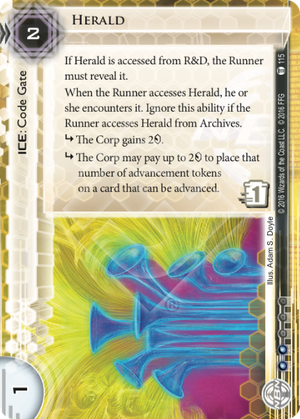 HERALD
2
ICE: Code Gate
If Herald is accessed from R&D, the Runner
must reveal it.
When the Runner accesses Herald, he or
she encounters it. Ignore this ability if the
Runner accesses Herald from Archives.
↳ The Corp gains 2.
↳ The Corp may pay up to 2 to place that
number of advancement tokens
on a card that can be advanced.
1
115
© 2016 Wizards of the Coast LLC. © 2016 FFG
Illus. Adam S. Doyle
1